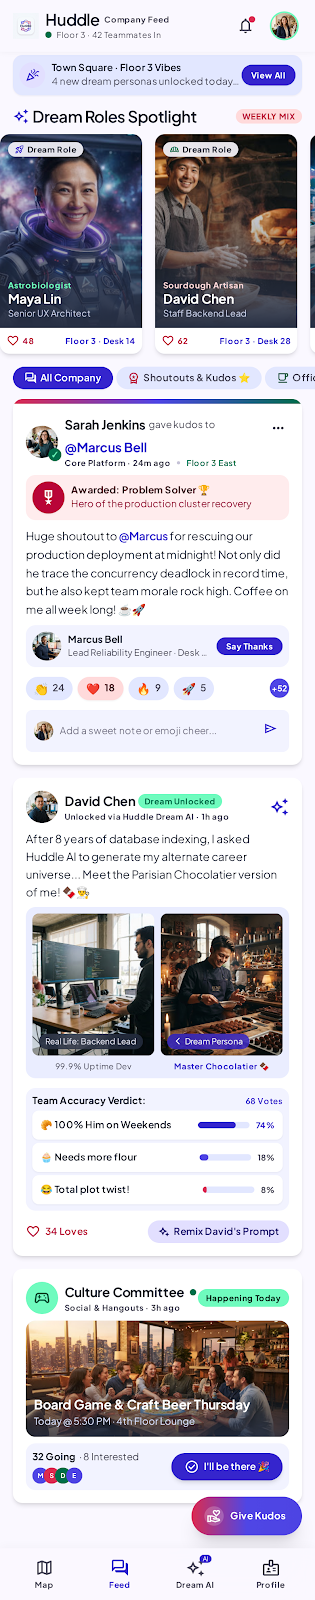 Huddle Company Feed
Floor 3 · 42 Teammates In
Town Square · Floor 3 Vibes
4 new dream personas unlocked today...
View All
Dream Roles Spotlight
WEEKLY MIX
Dream Role
Astrobiologist
Maya Lin
Senior UX Architect
48
Floor 3 · Desk 14
Dream Role
Sourdough Artisan
David Chen
Staff Backend Lead
62
Floor 3 · Desk 28
All Company
Shoutouts & Kudos ⭐
Offic
Sarah Jenkins gave kudos to
@Marcus Bell
Core Platform · 24m ago • Floor 3 East
Awarded: Problem Solver 🏆
Hero of the production cluster recovery
Huge shoutout to @Marcus for rescuing our
production deployment at midnight! Not only did
he trace the concurrency deadlock in record time,
but he also kept team morale rock high. Coffee on
me all week long! ☕🚀
Marcus Bell
Lead Reliability Engineer · Desk ...
Say Thanks
👏 24
❤️ 18
🔥 9
🚀 5
+52
Add a sweet note or emoji cheer...
David Chen Dream Unlocked
Unlocked via Huddle Dream AI · 1h ago
After 8 years of database indexing, I asked
Huddle AI to generate my alternate career
universe... Meet the Parisian Chocolatier version
of me! 🍫👨‍🍳
Real Life: Backend Lead
Dream Persona
99.9% Uptime Dev
Master Chocolatier 🍫
Team Accuracy Verdict:
68 Votes
🥐 100% Him on Weekends
74%
🧁 Needs more flour
18%
😂 Total plot twist!
8%
34 Loves
Remix David's Prompt
Culture Committee
Happening Today
Social & Hangouts · 3h ago
Board Game & Craft Beer Thursday
Today @ 5:30 PM · 4th Floor Lounge
32 Going · 8 Interested
M S D E
I'll be there 🎉
Give Kudos
AI
Map
Feed
Dream AI
Profile